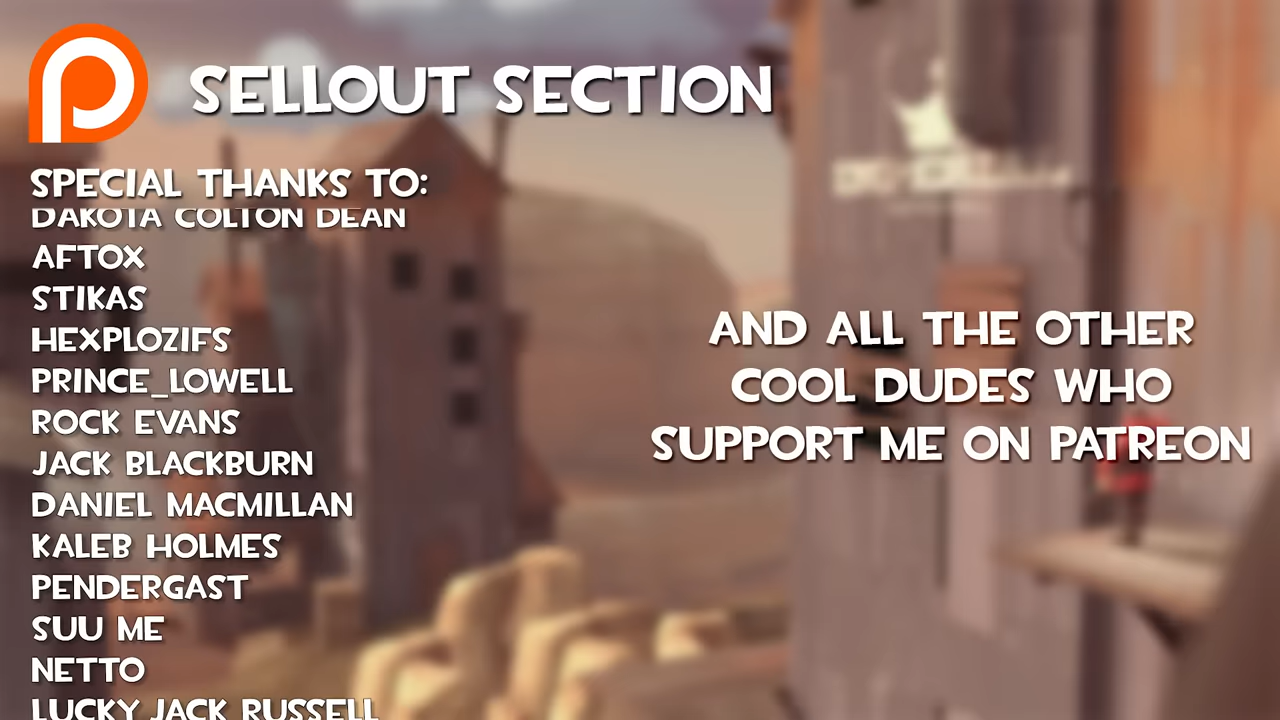 SELLOUT SECTION
SPECIAL THANKS TO:
DAKOTA COLTON DEAN
AFTOX
STIKAS
HEXPLOZIFS
PRINCE_LOWELL
ROCK EVANS
JACK BLACKBURN
DANIEL MACMILLAN
KALEB HOLMES
PENDERGAST
SUU ME
NETTO
LUCKY JACK RUSSELL
AND ALL THE OTHER
COOL DUDES WHO
SUPPORT ME ON PATREON